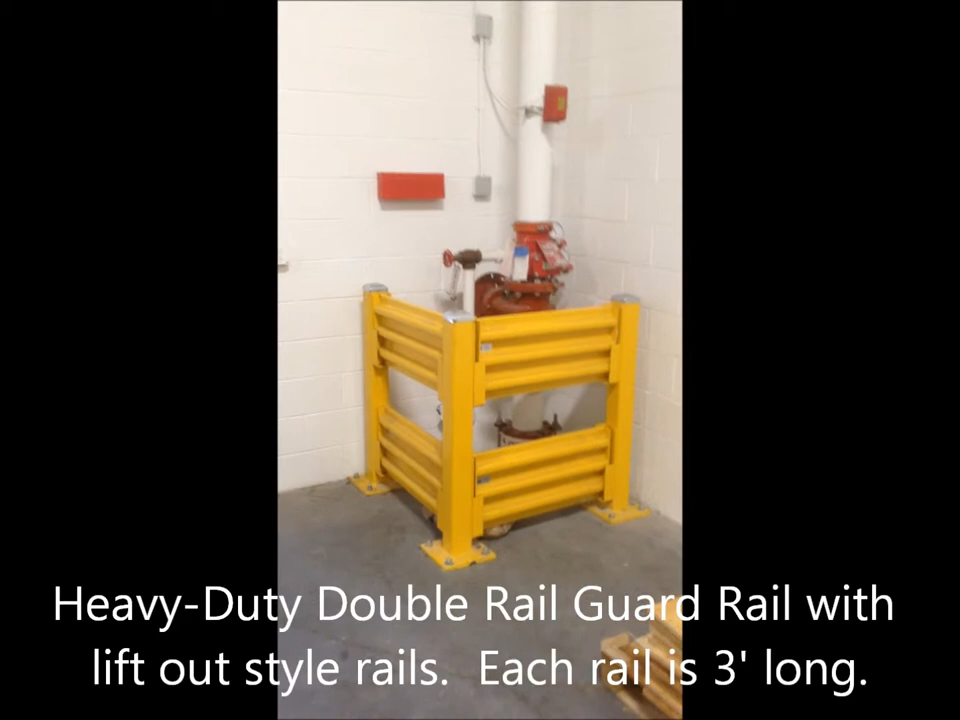 Heavy-Duty Double Rail Guard Rail with
lift out style rails.  Each rail is 3' long.